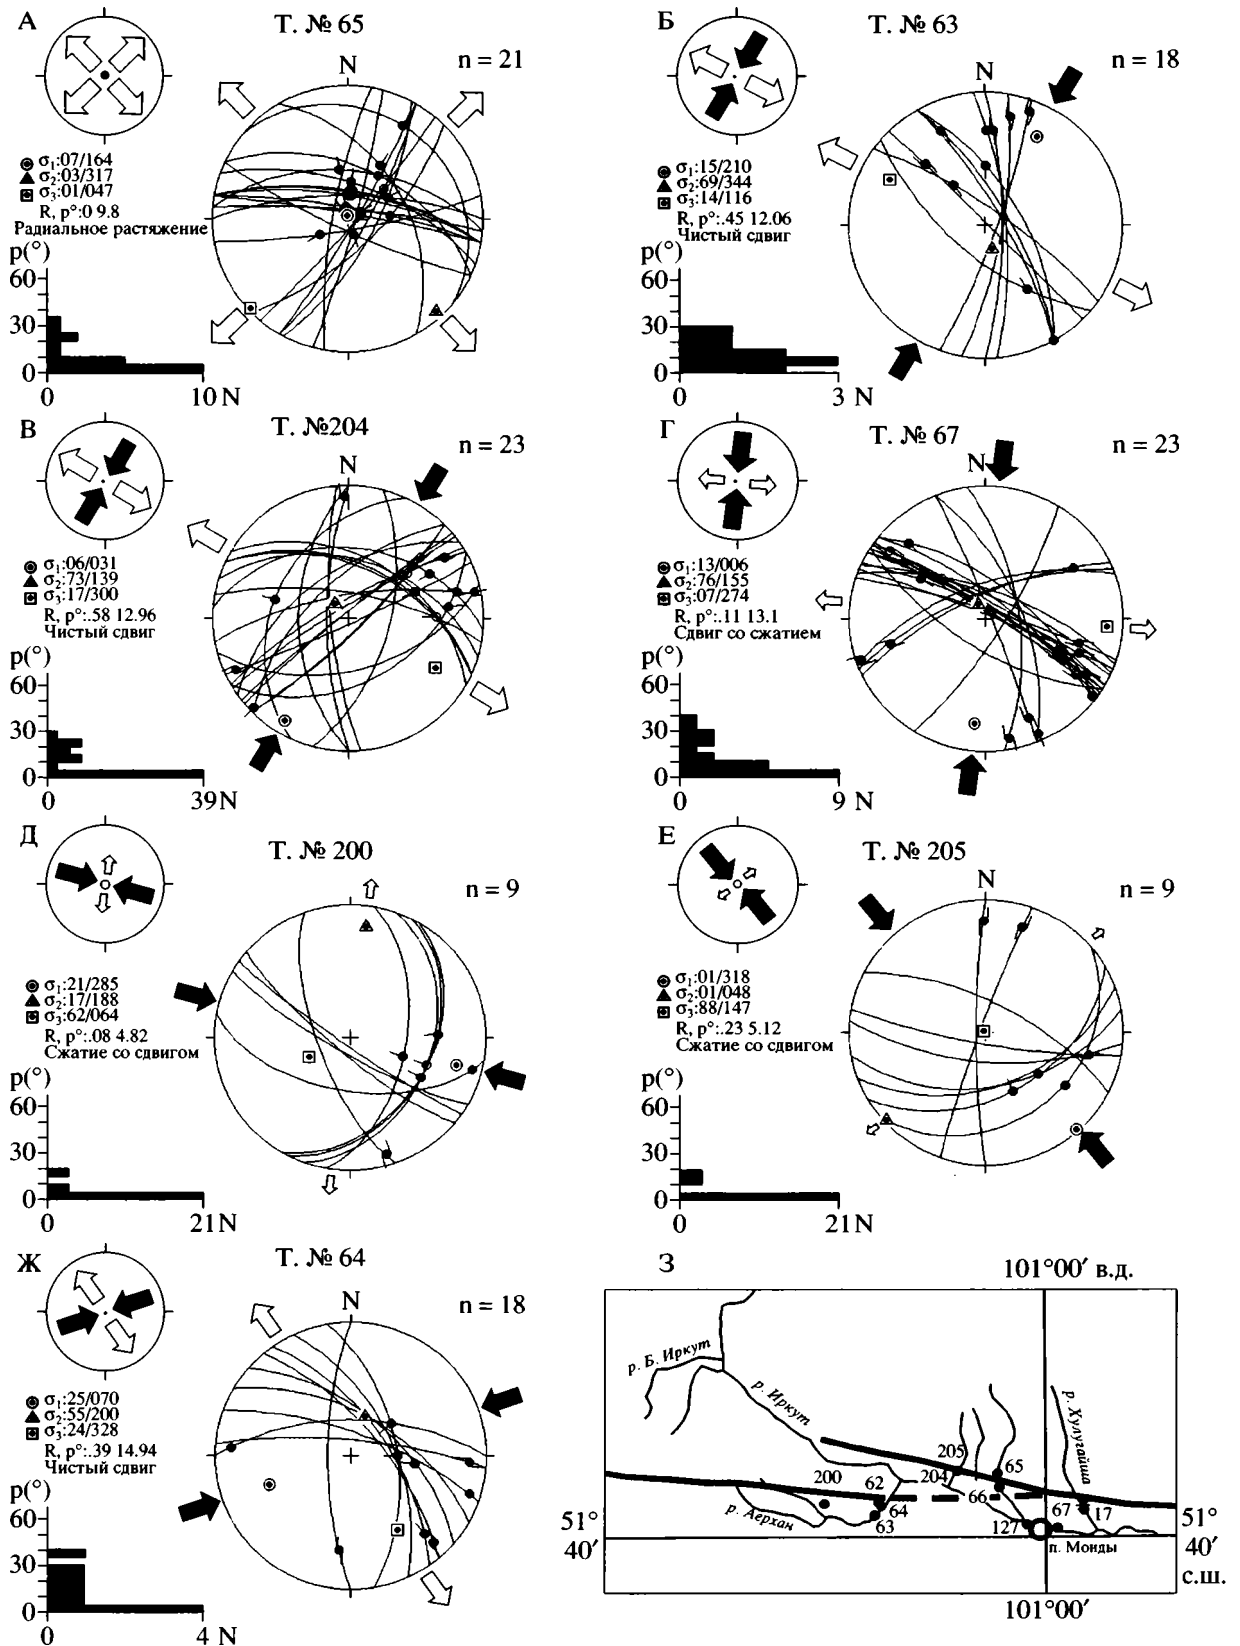 А
Т. № 65
n = 21
N
σ₁:07/164
σ₂:03/317
σ₃:01/047
R, p°:0 9.8
Радиальное растяжение
p(°)
60
30
0
0
10 N
Б
Т. № 63
n = 18
N
σ₁:15/210
σ₂:69/344
σ₃:14/116
R, p°:.45 12.06
Чистый сдвиг
p(°)
60
30
0
0
3 N
В
Т. №204
n = 23
N
σ₁:06/031
σ₂:73/139
σ₃:17/300
R, p°:.58 12.96
Чистый сдвиг
p(°)
60
30
0
0
39 N
Г
Т. № 67
n = 23
N
σ₁:13/006
σ₂:76/155
σ₃:07/274
R, p°:.11 13.1
Сдвиг со сжатием
p(°)
60
30
0
0
9 N
Д
Т. № 200
n = 9
σ₁:21/285
σ₂:17/188
σ₃:62/064
R, p°:.08 4.82
Сжатие со сдвигом
p(°)
60
30
0
0
21 N
Е
Т. № 205
n = 9
N
σ₁:01/318
σ₂:01/048
σ₃:88/147
R, p°:.23 5.12
Сжатие со сдвигом
p(°)
60
30
0
0
21 N
Ж
Т. № 64
n = 18
N
σ₁:25/070
σ₂:55/200
σ₃:24/328
R, p°:.39 14.94
Чистый сдвиг
p(°)
60
30
0
0
4 N
З
101°00′ в.д.
р. Б. Иркут
р. Иркут
р. Хулугайша
205
65
200
62
204
66
64
67
17
р. Аерхан
63
127
51°
40′
51°
40′
с.ш.
п. Монды
101°00′